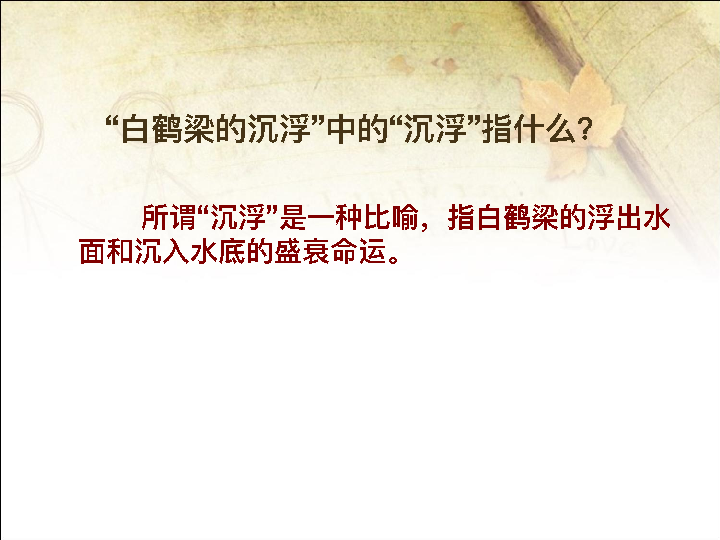 “白鹤梁的沉浮”中的“沉浮”指什么？
所谓“沉浮”是一种比喻，指白鹤梁的浮出水
面和沉入水底的盛衰命运。